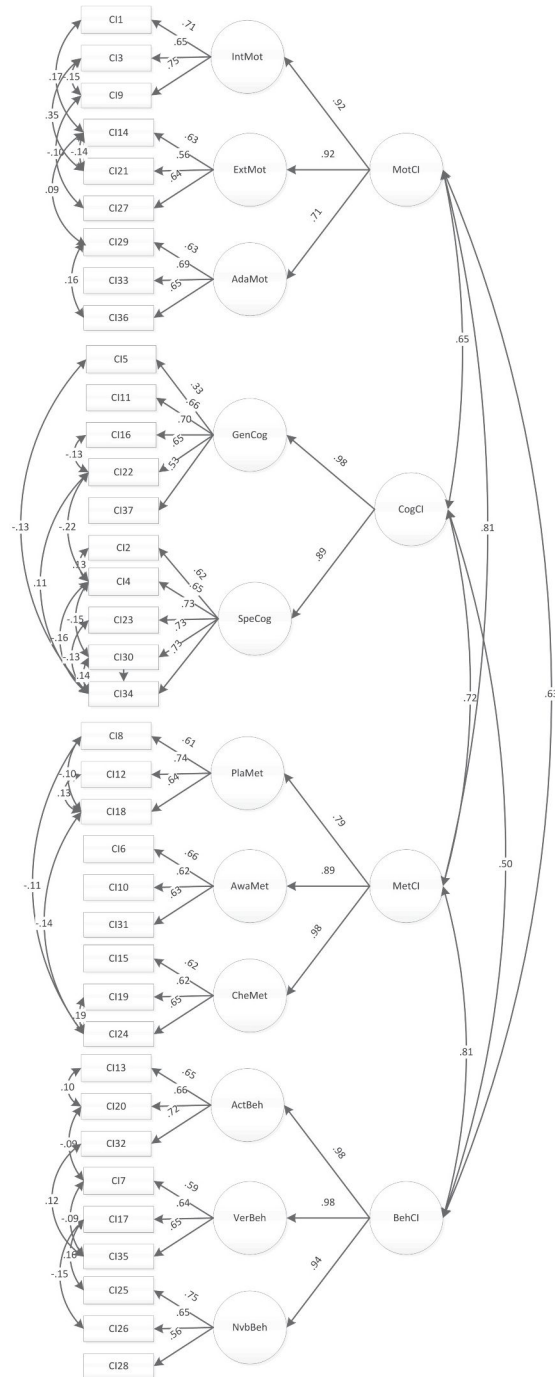 CI1
.71
.65
CI3
IntMot
.17
-.15
.75
CI9
.92
.35
CI14
.63
-.10
-.14
.56
.92
CI21
ExtMot
MotCI
.64
.09
CI27
.71
CI29
.63
.69
.16
CI33
AdaMot
.65
CI36
.65
CI5
.33
CI11
.66
.70
CI16
GenCog
.65
-.13
CI22
.53
.98
CI37
-.13
-.22
CogCI
.81
CI2
.13
.62
.89
.11
CI4
.65
.73
-.15
CI23
SpeCog
-.16
.73
-.13
CI30
.73
.14
CI34
.63
.72
CI8
.61
.74
-.10
CI12
PlaMet
.13
.64
CI18
.79
CI6
.66
.50
.62
.89
-.11
CI10
AwaMet
MetCI
.63
-.14
CI31
.98
CI15
.62
.62
CI19
CheMet
.19
.65
CI24
.81
CI13
.65
.10
.66
CI20
ActBeh
.72
CI32
.98
-.09
CI7
.59
.12
.64
.98
-.09
CI17
VerBeh
BehCI
.65
CI35
-.15
.94
CI25
.75
.65
CI26
NvbBeh
.56
CI28